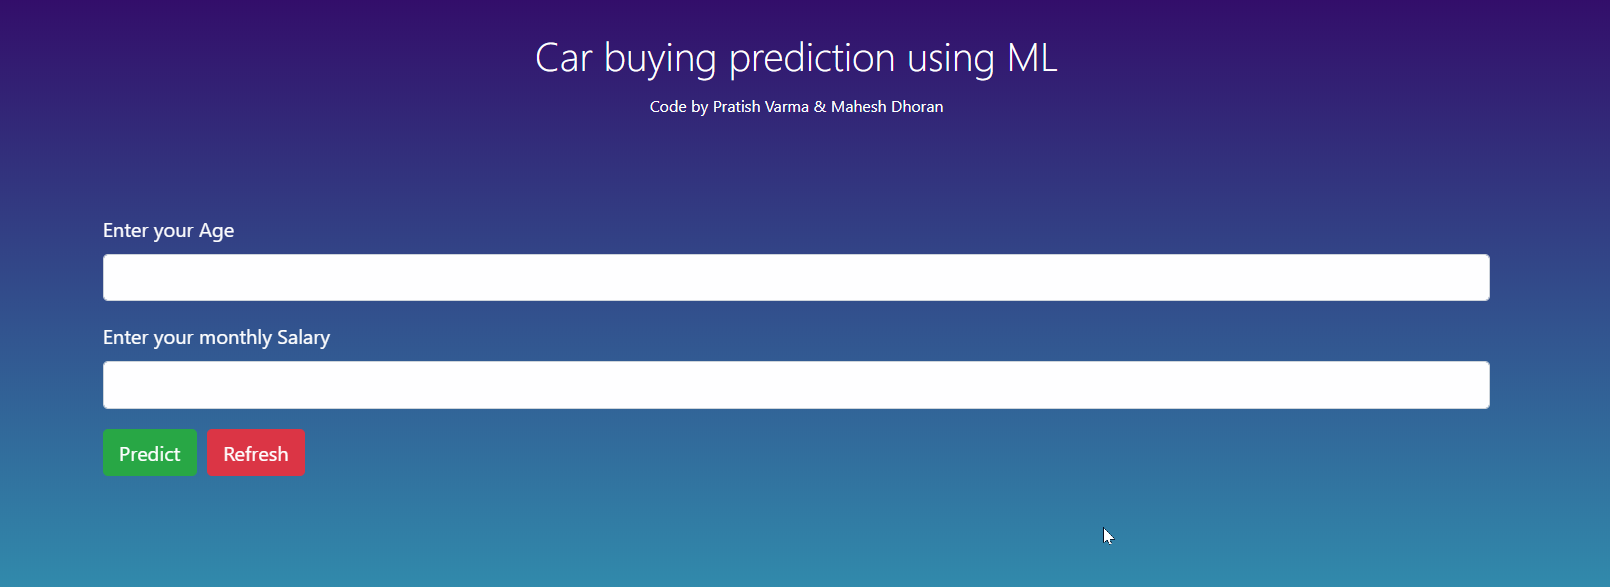 Car buying prediction using ML
Code by Pratish Varma & Mahesh Dhoran
Enter your Age
Enter your monthly Salary
Predict Refresh